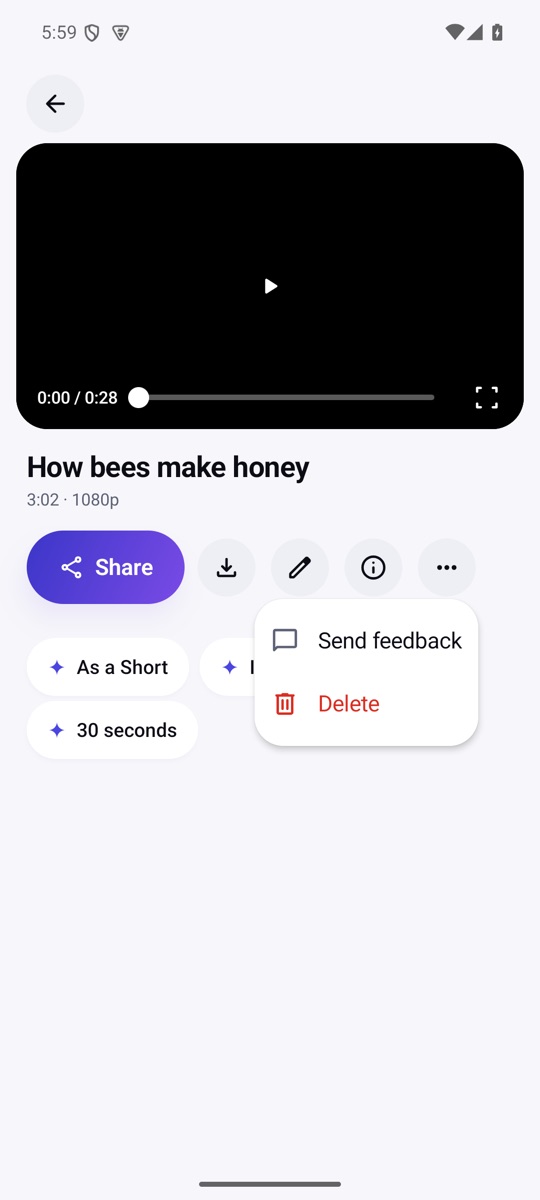 5:59
0:00 / 0:28
How bees make honey
3:02 · 1080p
Share
Send feedback
As a Short
Delete
30 seconds